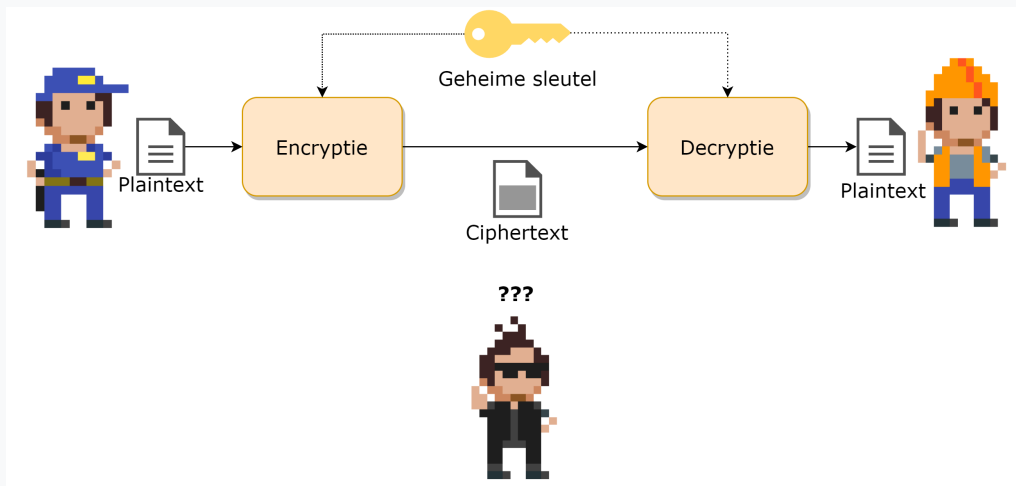 Geheime sleutel
Encryptie
Decryptie
Plaintext
Plaintext
Ciphertext
???